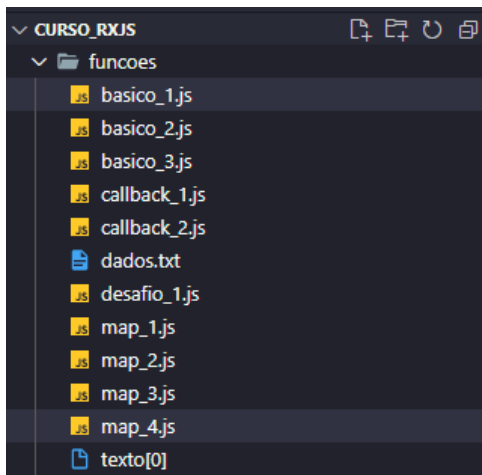 CURSO_RXJS
funcoes
JS basico_1.js
JS basico_2.js
JS basico_3.js
JS callback_1.js
JS callback_2.js
dados.txt
JS desafio_1.js
JS map_1.js
JS map_2.js
JS map_3.js
JS map_4.js
texto[0]